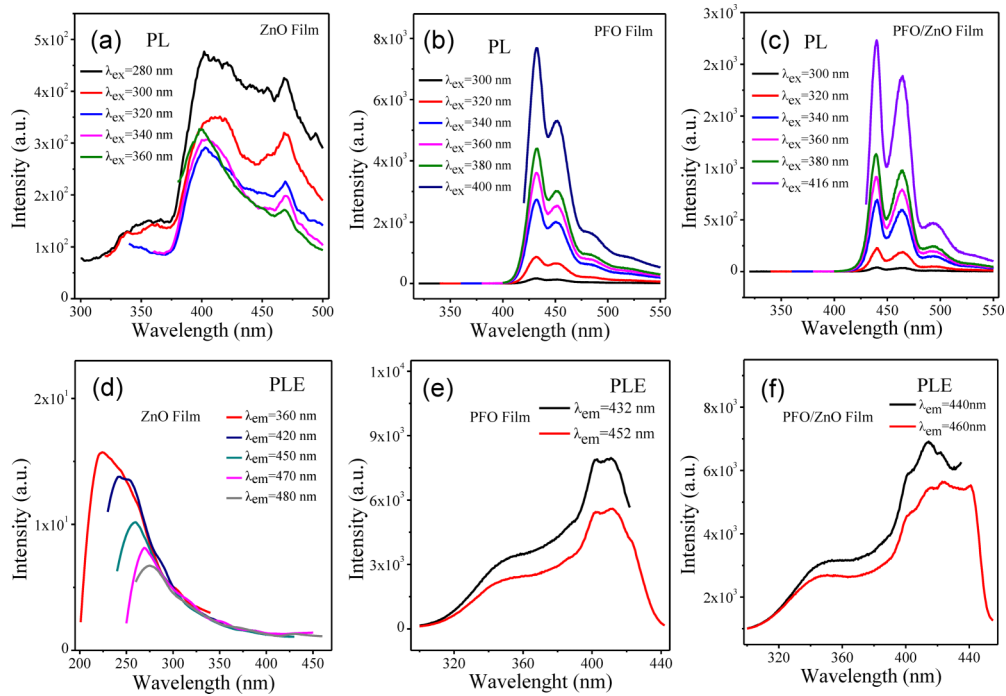 (a)
PL
ZnO Film
λex=280 nm
λex=300 nm
λex=320 nm
λex=340 nm
λex=360 nm
Intensity (a.u.)
5x10²
4x10²
3x10²
2x10²
1x10²
0
300 350 400 450 500
Wavelength (nm)
(b)
PL
PFO Film
λex=300 nm
λex=320 nm
λex=340 nm
λex=360 nm
λex=380 nm
λex=400 nm
Intensity (a.u.)
8x10³
6x10³
4x10³
2x10³
0
350 400 450 500 550
Wavelength (nm)
(c)
PL
PFO/ZnO Film
λex=300 nm
λex=320 nm
λex=340 nm
λex=360 nm
λex=380 nm
λex=416 nm
Intensity (a.u.)
3x10³
2x10³
2x10³
1x10³
5x10²
0
350 400 450 500 550
Wavelength (nm)
(d)
PLE
ZnO Film
λem=360 nm
λem=420 nm
λem=450 nm
λem=470 nm
λem=480 nm
Intensity (a.u.)
2x10¹
1x10¹
0
200 250 300 350 400 450
Wavelength (nm)
(e)
PLE
PFO Film
λem=432 nm
λem=452 nm
Intensity (a.u.)
1x10⁴
9x10³
6x10³
3x10³
0
320 360 400 440
Wavelenght (nm)
(f)
PLE
PFO/ZnO Film
λem=440nm
λem=460nm
Intensity (a.u.)
8x10³
6x10³
4x10³
2x10³
320 360 400 440
Wavelength (nm)